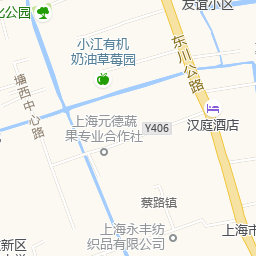 化公园
友谊小区
小江有机
奶油草莓园
东川公路
塘西中心路
汉庭酒店
上海元德蔬
果专业合作社
Y406
蔡路镇
上海永丰纺
织品有限公司
新区
上海市